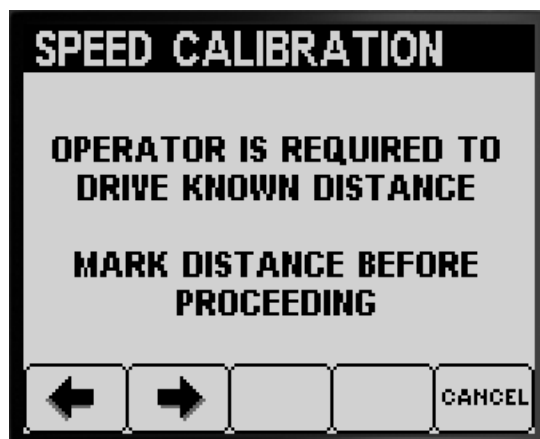 SPEED CALIBRATION
OPERATOR IS REQUIRED TO
DRIVE KNOWN DISTANCE
MARK DISTANCE BEFORE
PROCEEDING
CANCEL